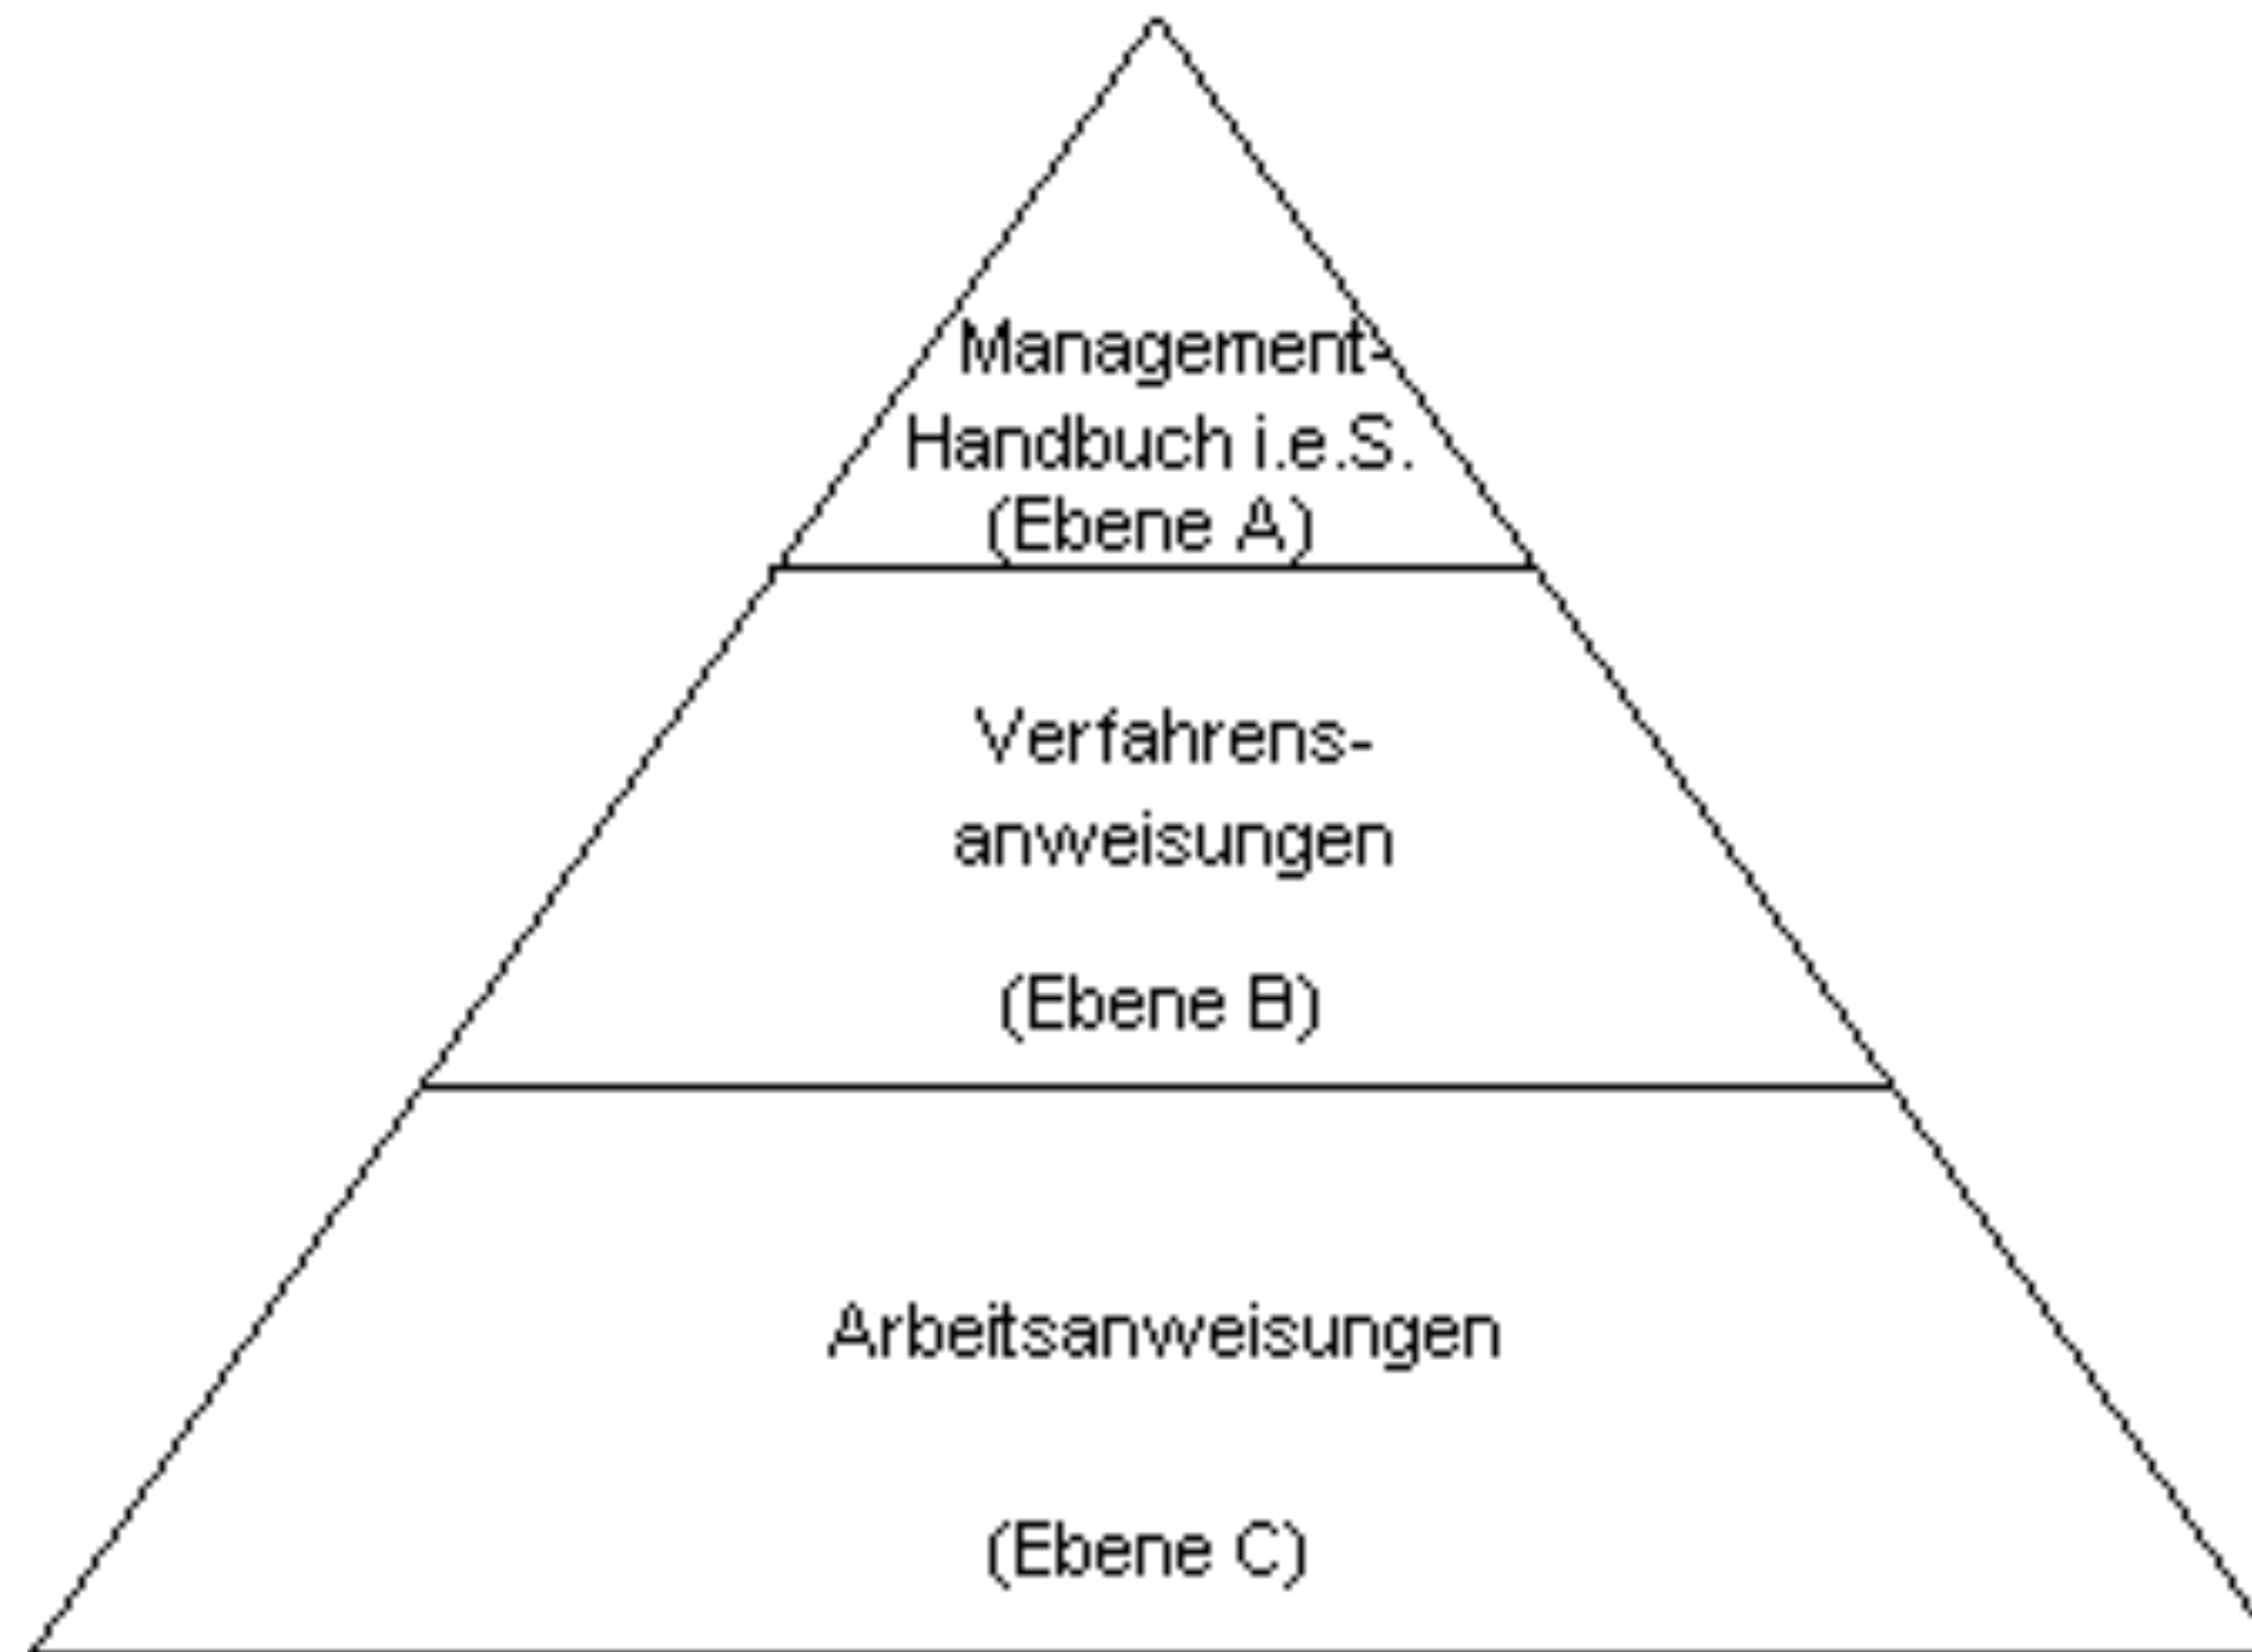 Management-
Handbuch i.e.S.
(Ebene A)
Verfahrens-
anweisungen
(Ebene B)
Arbeitsanweisungen
(Ebene C)